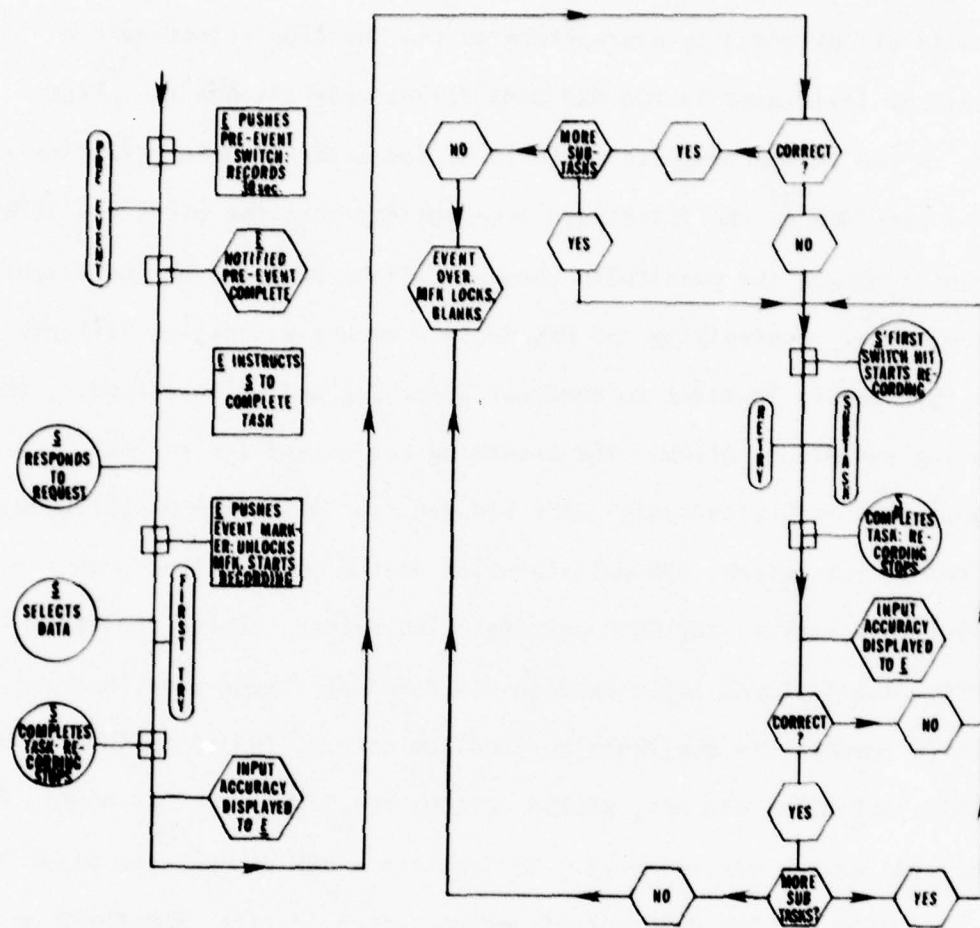 PRE EVENT
E PUSHES
PRE-EVENT
SWITCH:
RECORDS
30 sec.
E
NOTIFIED
PRE-EVENT
COMPLETE
E INSTRUCTS
S TO
COMPLETE
TASK
S
RESPONDS
TO
REQUEST
E PUSHES
EVENT MARK-
ER: UNLOCKS
MFK, STARTS
RECORDING
S
SELECTS
DATA
FIRST TRY
S
COMPLETES
TASK: RE-
CORDING
STOPS
INPUT
ACCURACY
DISPLAYED
TO E
CORRECT
?
YES
MORE
SUB-
TASKS
NO
EVENT
OVER
MFK LOCKS,
BLANKS
YES
NO
S' FIRST
SWITCH HIT
STARTS RE-
CORDING
RETRY
SUBTASK
S
COMPLETES
TASK: RE-
CORDING
STOPS
INPUT
ACCURACY
DISPLAYED
TO E
CORRECT
?
NO
YES
MORE
SUB
TASKS?
NO
YES